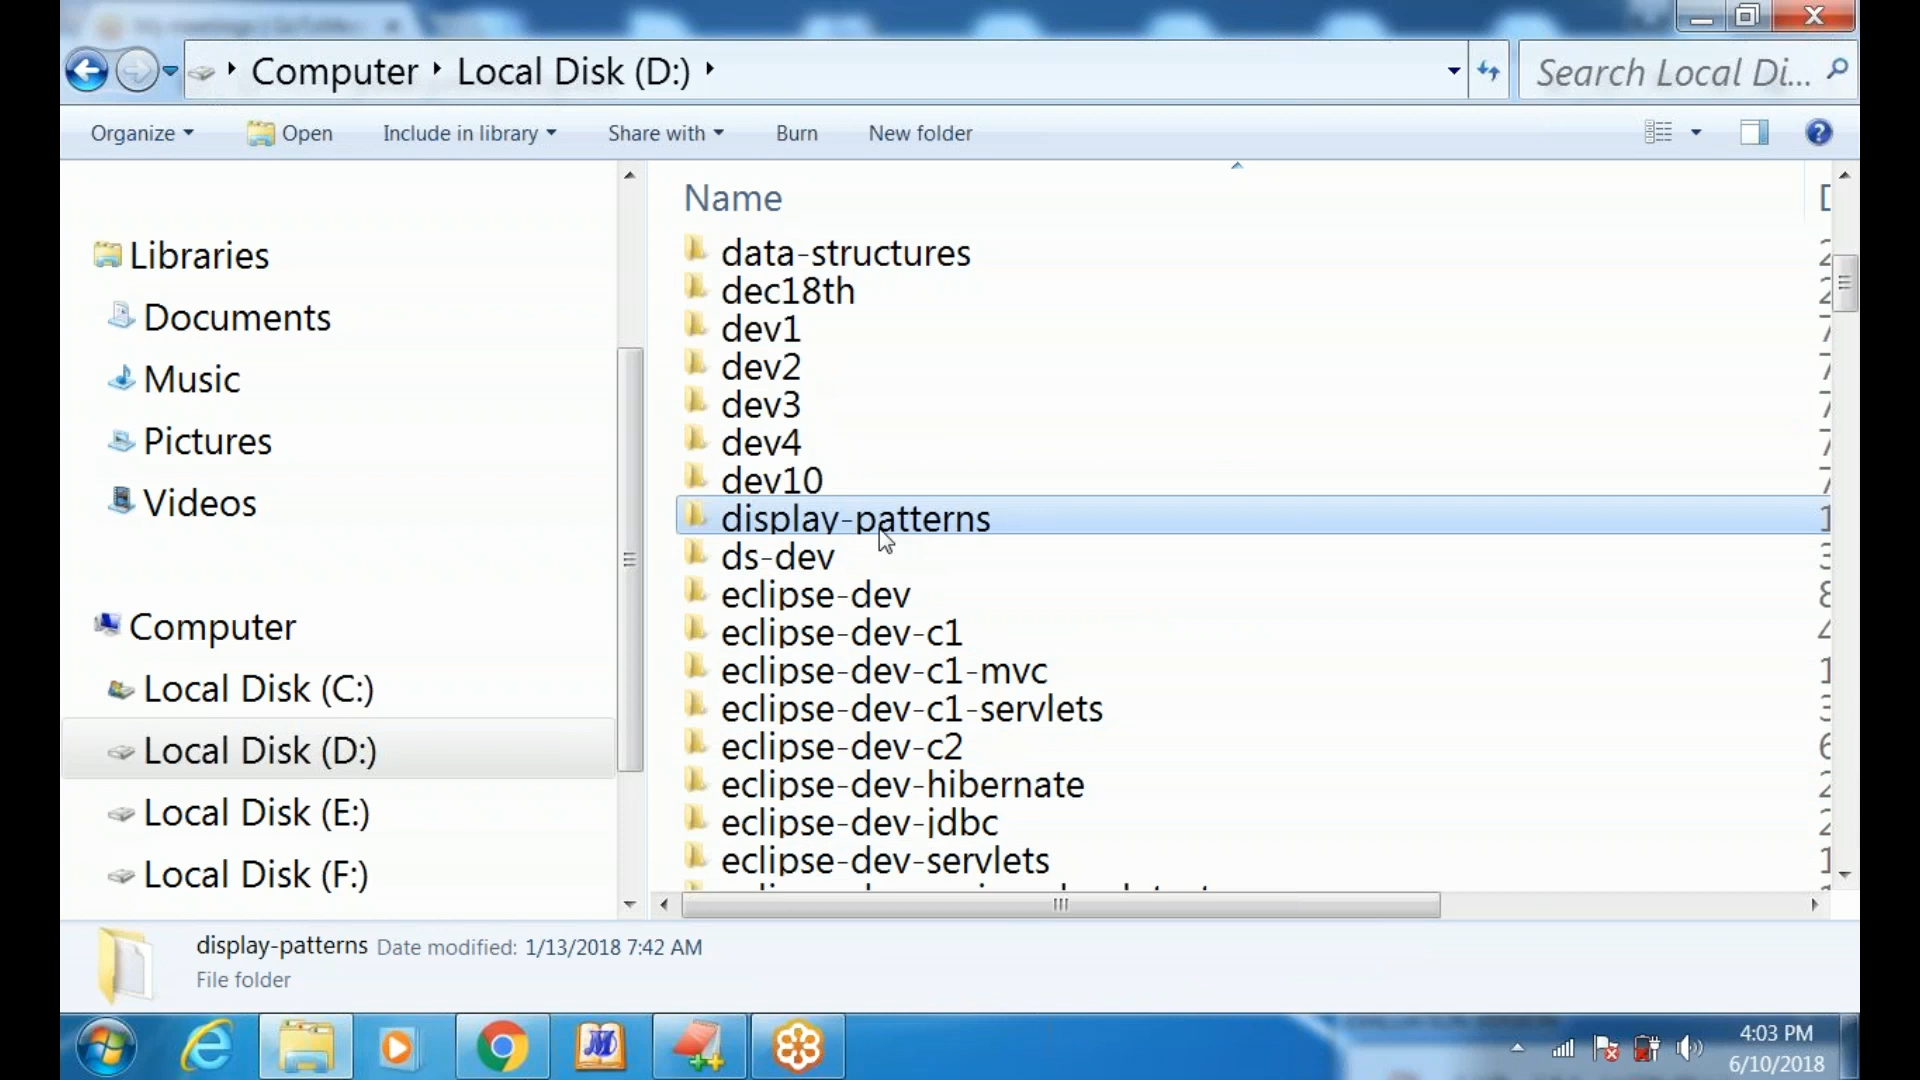 Computer
Local Disk (D:)
Search Local Di...
Organize
Open
Include in library
Share with
Burn
New folder
Libraries
Documents
Music
Pictures
Videos
Computer
Local Disk (C:)
Local Disk (D:)
Local Disk (E:)
Local Disk (F:)
Name
data-structures
dec18th
dev1
dev2
dev3
dev4
dev10
display-patterns
ds-dev
eclipse-dev
eclipse-dev-c1
eclipse-dev-c1-mvc
eclipse-dev-c1-servlets
eclipse-dev-c2
eclipse-dev-hibernate
eclipse-dev-jdbc
eclipse-dev-servlets
display-patterns Date modified: 1/13/2018 7:42 AM
File folder
4:03 PM
6/10/2018